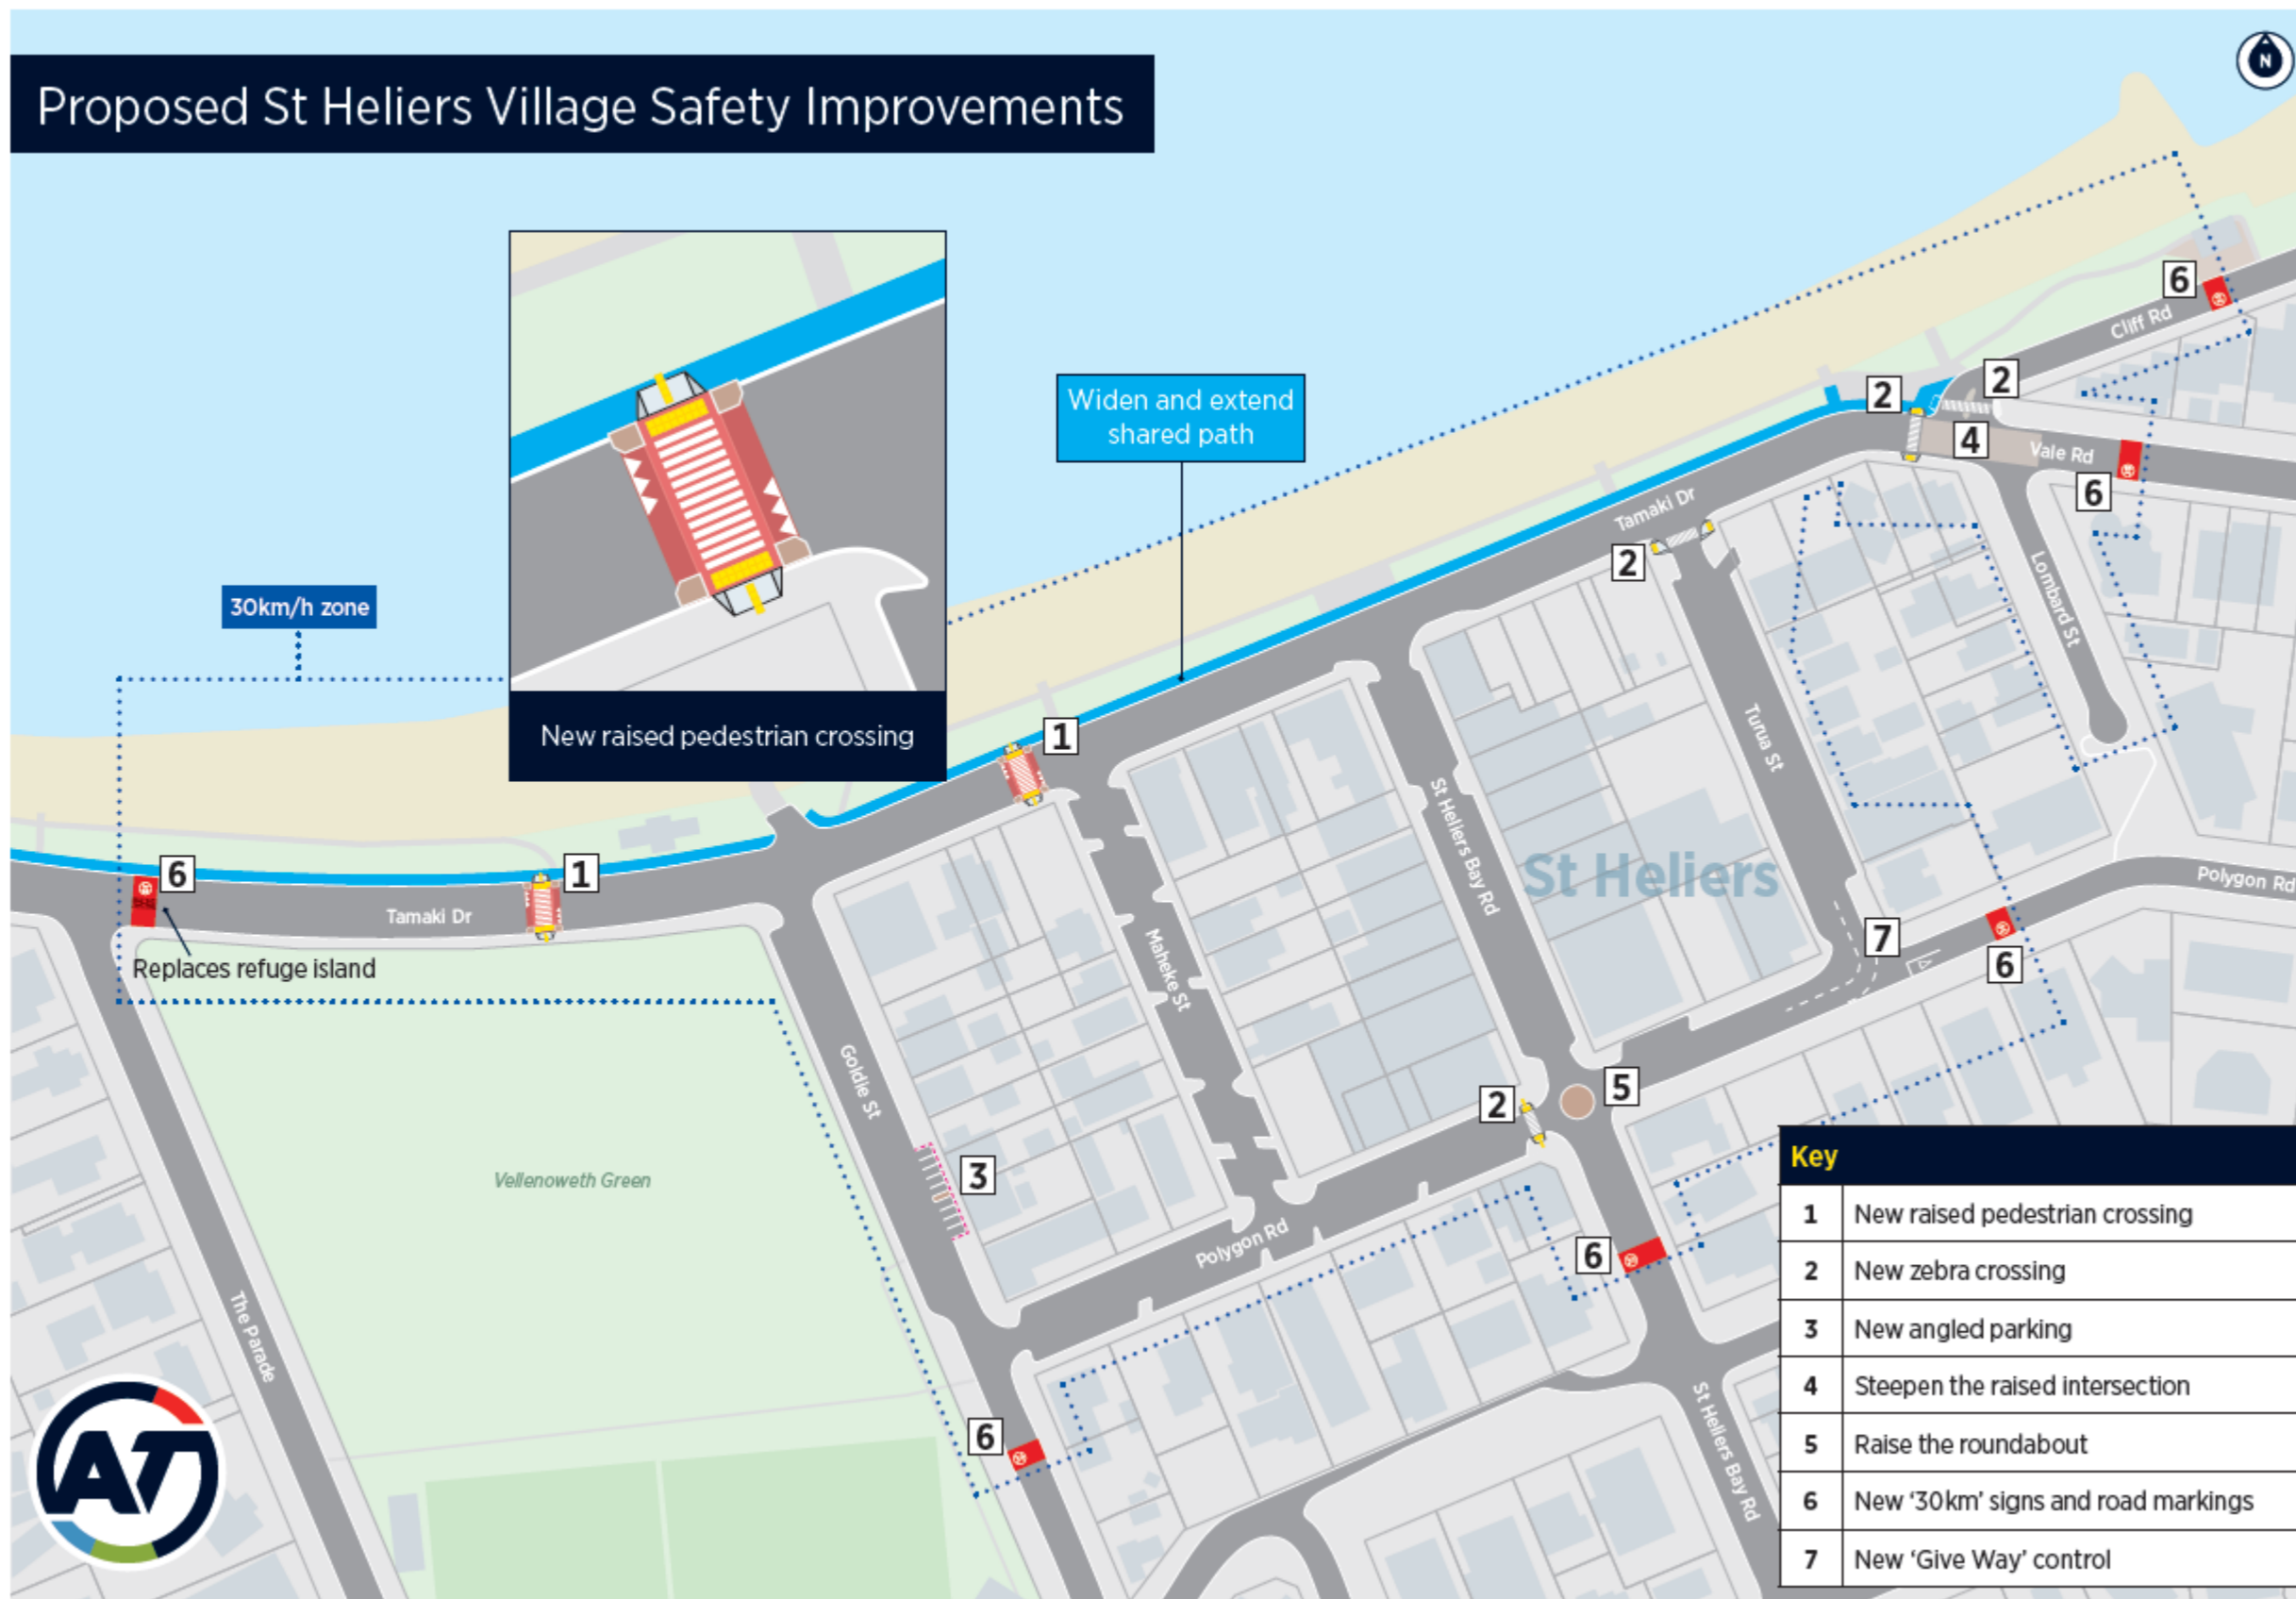 N
Proposed St Heliers Village Safety Improvements
6
Cliff Rd
Widen and extend
shared path
2
2
4
Vale Rd
6
Tamaki Dr
2
30km/h zone
Lombard St
New raised pedestrian crossing
1
Turua St
St Heliers Bay Rd
St Heliers
6
1
Tamaki Dr
Polygon Rd
7
6
Replaces refuge island
Maheke St
Goldie St
5
2
3
Vellenoweth Green
Polygon Rd
6
The Parade
6
St Heliers Bay Rd
AT
Key
1 New raised pedestrian crossing
2 New zebra crossing
3 New angled parking
4 Steepen the raised intersection
5 Raise the roundabout
6 New ‘30km’ signs and road markings
7 New ‘Give Way’ control